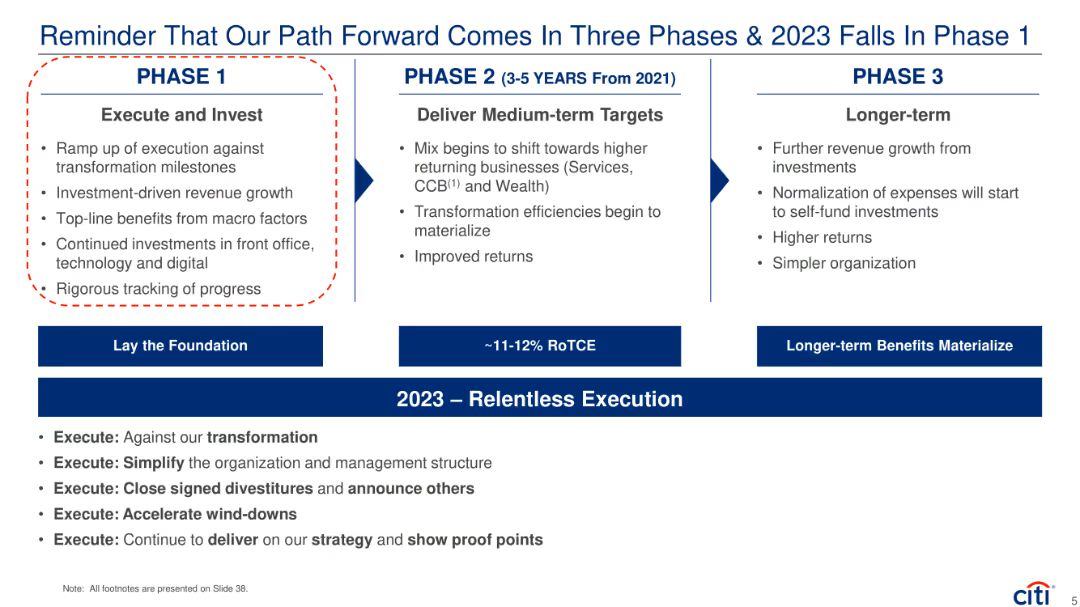 Reminder That Our Path Forward Comes In Three Phases & 2023 Falls In Phase 1
PHASE 1
Execute and Invest
• Ramp up of execution against
transformation milestones
• Investment-driven revenue growth
• Top-line benefits from macro factors
• Continued investments in front office,
technology and digital
• Rigorous tracking of progress
Lay the Foundation
PHASE 2 (3-5 YEARS From 2021)
Deliver Medium-term Targets
• Mix begins to shift towards higher
returning businesses (Services,
CCB(1) and Wealth)
• Transformation efficiencies begin to
materialize
• Improved returns
~11-12% RoTCE
PHASE 3
Longer-term
• Further revenue growth from
investments
• Normalization of expenses will start
to self-fund investments
• Higher returns
• Simpler organization
Longer-term Benefits Materialize
2023 – Relentless Execution
• Execute: Against our transformation
• Execute: Simplify the organization and management structure
• Execute: Close signed divestitures and announce others
• Execute: Accelerate wind-downs
• Execute: Continue to deliver on our strategy and show proof points
Note: All footnotes are presented on Slide 38.
citi®
5